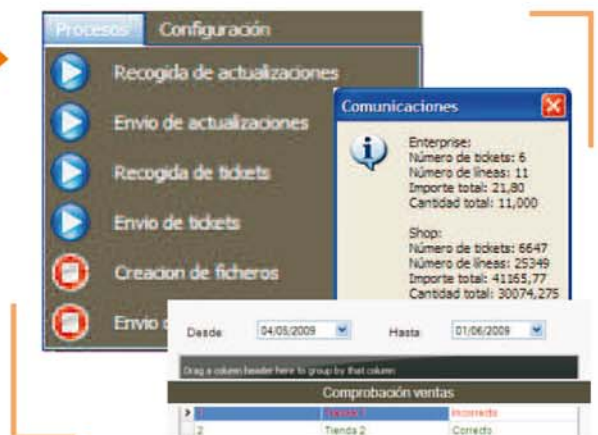 Procesos Configuración
Recogida de actualizaciones
Envio de actualizaciones
Recogida de tickets
Envio de tickets
Creacion de ficheros
Envio
Comunicaciones
Enterprise:
Número de tickets: 6
Número de líneas: 11
Importe total: 21,80
Cantidad total: 11,000
Shop:
Número de tickets: 6647
Número de líneas: 25349
Importe total: 41165,77
Cantidad total: 30074,275
Desde 04/05/2009 Hasta 01/06/2009
Drag a column header here to group by that column
Comprobación ventas
Incorrecto
2 Tienda 2 Correcto